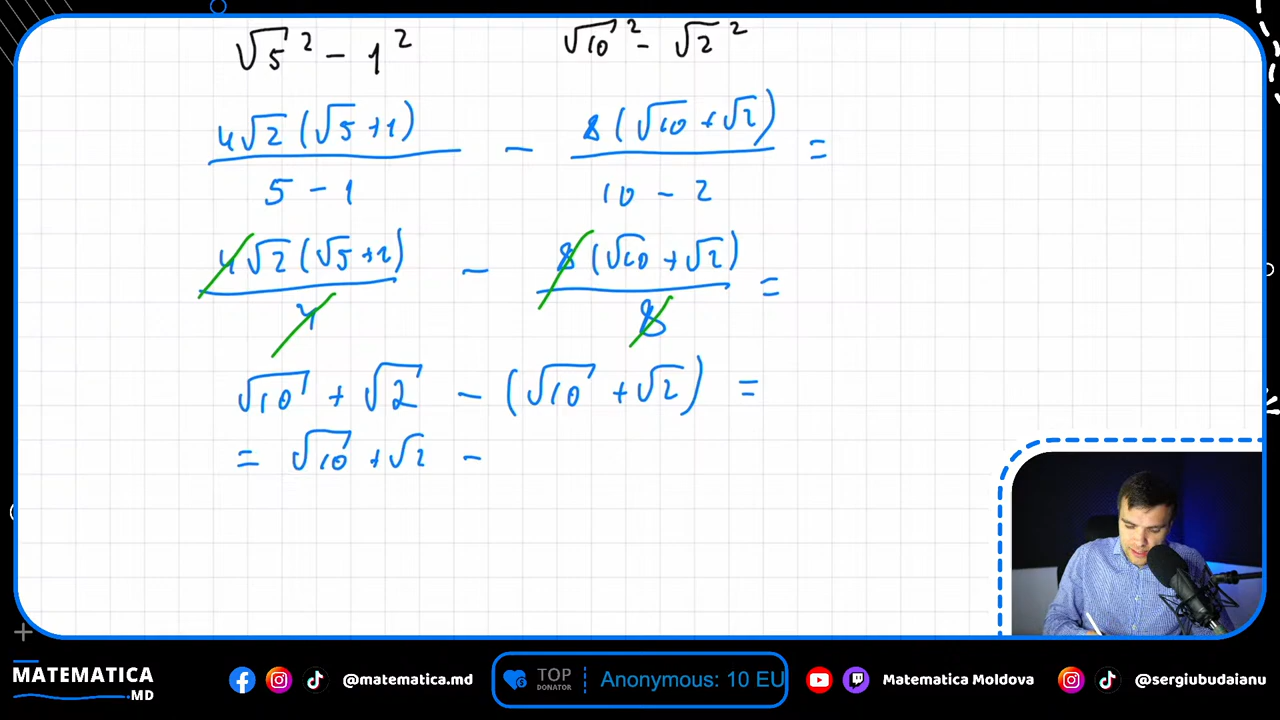 √5² - 1² √10² - √2²
4√2(√5+1) / 5 - 1 - 8(√10 + √2) / 10 - 2 =
4√2(√5+1) / 4 - 8(√10 + √2) / 8 =
√10 + √2 - (√10 + √2) =
= √10 + √2 -
MATEMATICA
.MD
@matematica.md
TOP
DONATOR
Anonymous: 10 EU
Matematica Moldova
@sergiubudaianu